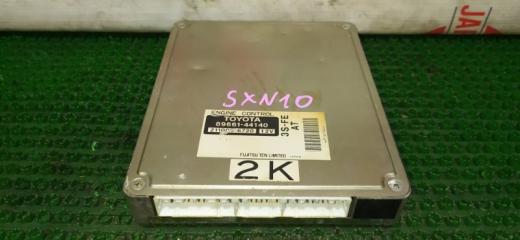 SXN10
ENGINE CONTROL
TOYOTA
89661-44140
12V
3S-FE
AT
FUJITSU TEN LIMITED
2K